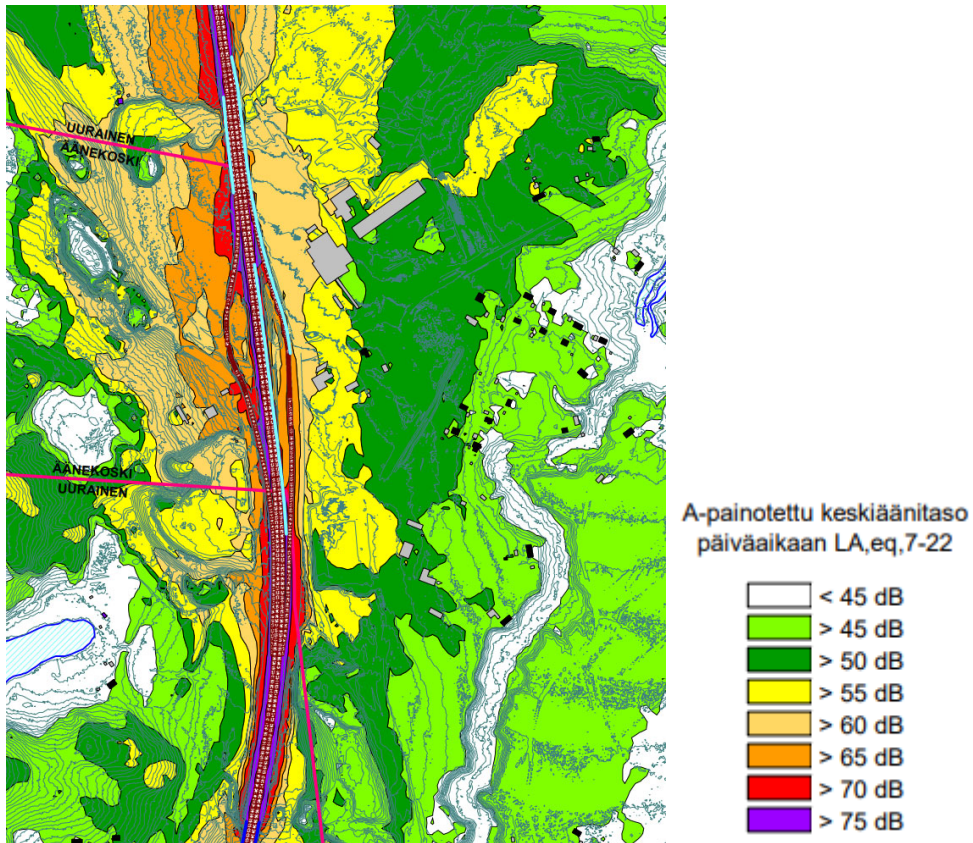 UURAINEN
ÄÄNEKOSKI
ÄÄNEKOSKI
UURAINEN
A-painotettu keskiäänitaso
päiväaikaan LA,eq,7-22
< 45 dB
> 45 dB
> 50 dB
> 55 dB
> 60 dB
> 65 dB
> 70 dB
> 75 dB